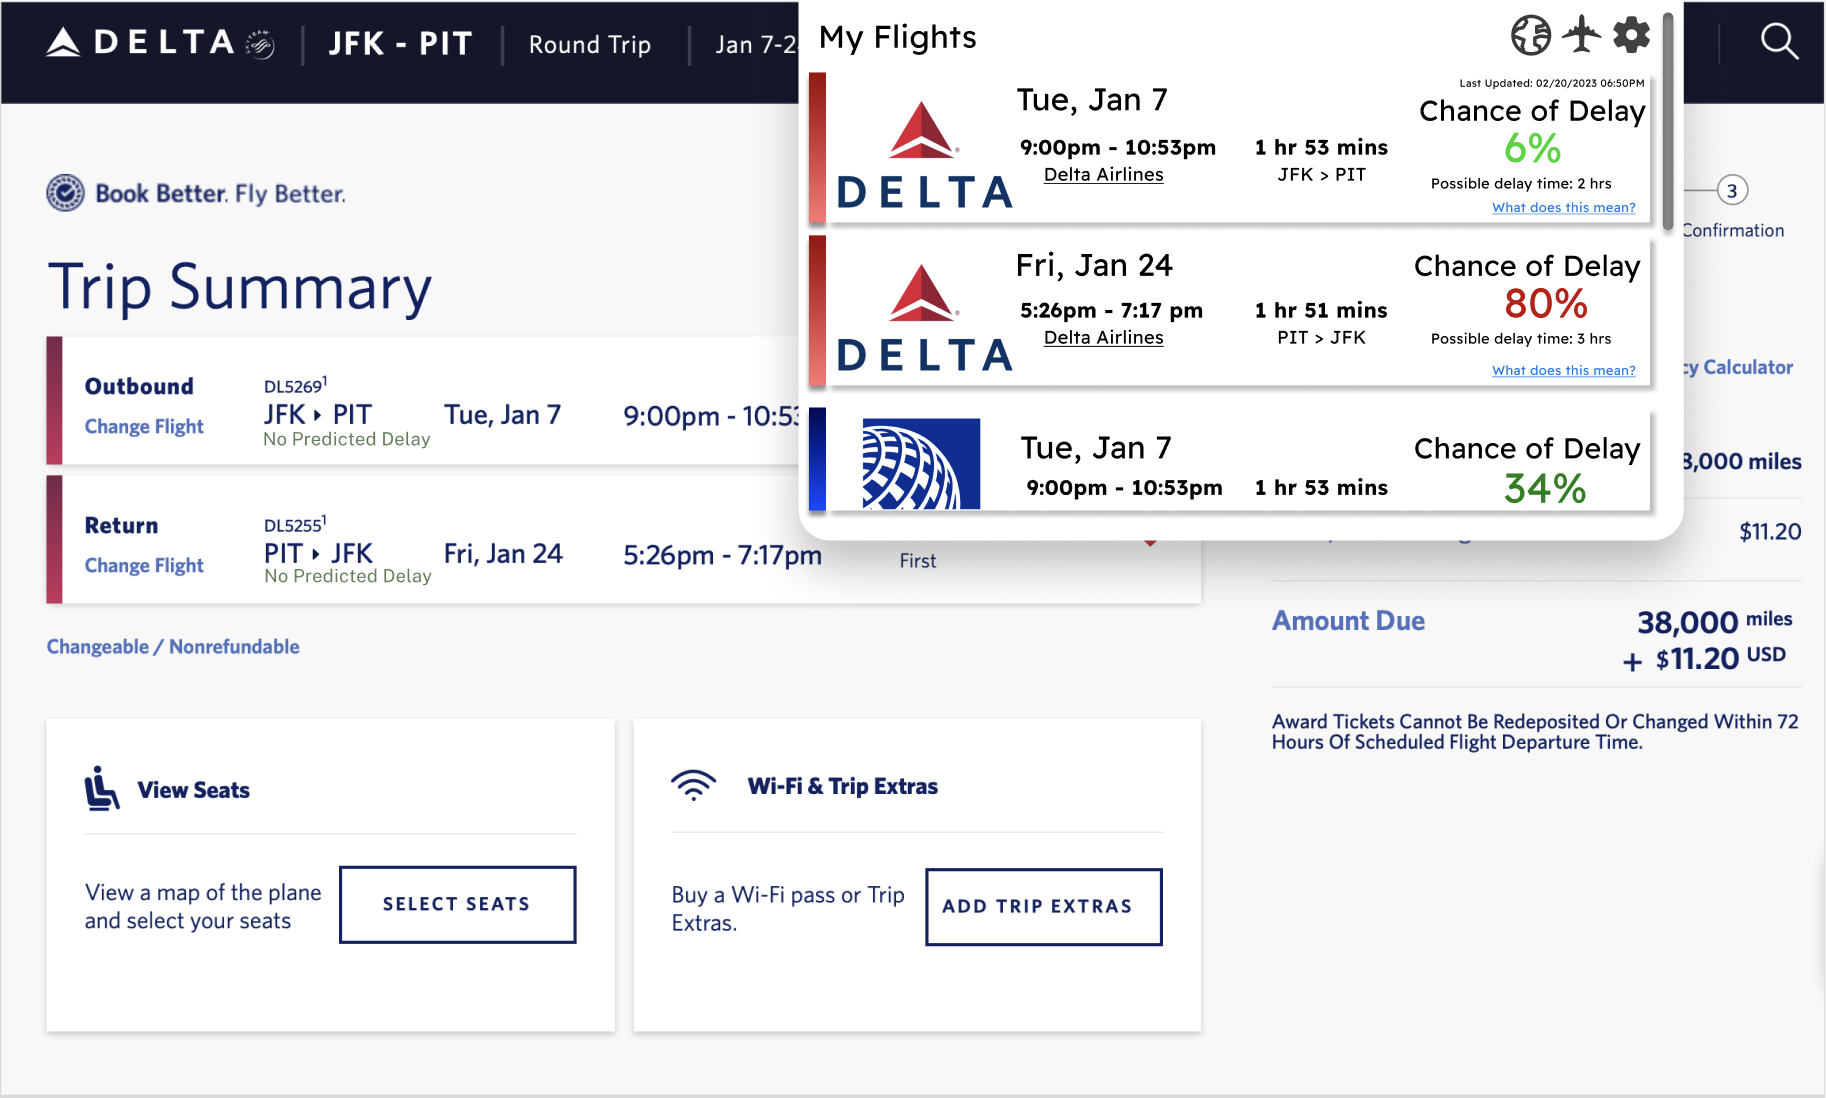 DELTA
SKYTEAM
JFK - PIT
Round Trip
Jan 7-2
Book Better. Fly Better.
3
Confirmation
Trip Summary
Outbound
Change Flight
DL5269¹
JFK ▸ PIT
No Predicted Delay
Tue, Jan 7
9:00pm - 10:53
Return
Change Flight
DL5255¹
PIT ▸ JFK
No Predicted Delay
Fri, Jan 24
5:26pm - 7:17pm
First
Changeable / Nonrefundable
View Seats
View a map of the plane
and select your seats
SELECT SEATS
Wi-Fi & Trip Extras
Buy a Wi-Fi pass or Trip
Extras.
ADD TRIP EXTRAS
My Flights
DELTA
Tue, Jan 7
9:00pm - 10:53pm
Delta Airlines
1 hr 53 mins
JFK > PIT
Last Updated: 02/20/2023 06:50PM
Chance of Delay
6%
Possible delay time: 2 hrs
What does this mean?
DELTA
Fri, Jan 24
5:26pm - 7:17 pm
Delta Airlines
1 hr 51 mins
PIT > JFK
Chance of Delay
80%
Possible delay time: 3 hrs
What does this mean?
Tue, Jan 7
9:00pm - 10:53pm
1 hr 53 mins
Chance of Delay
34%
cy Calculator
8,000 miles
$11.20
Amount Due
38,000 miles
+ $11.20 USD
Award Tickets Cannot Be Redeposited Or Changed Within 72
Hours Of Scheduled Flight Departure Time.